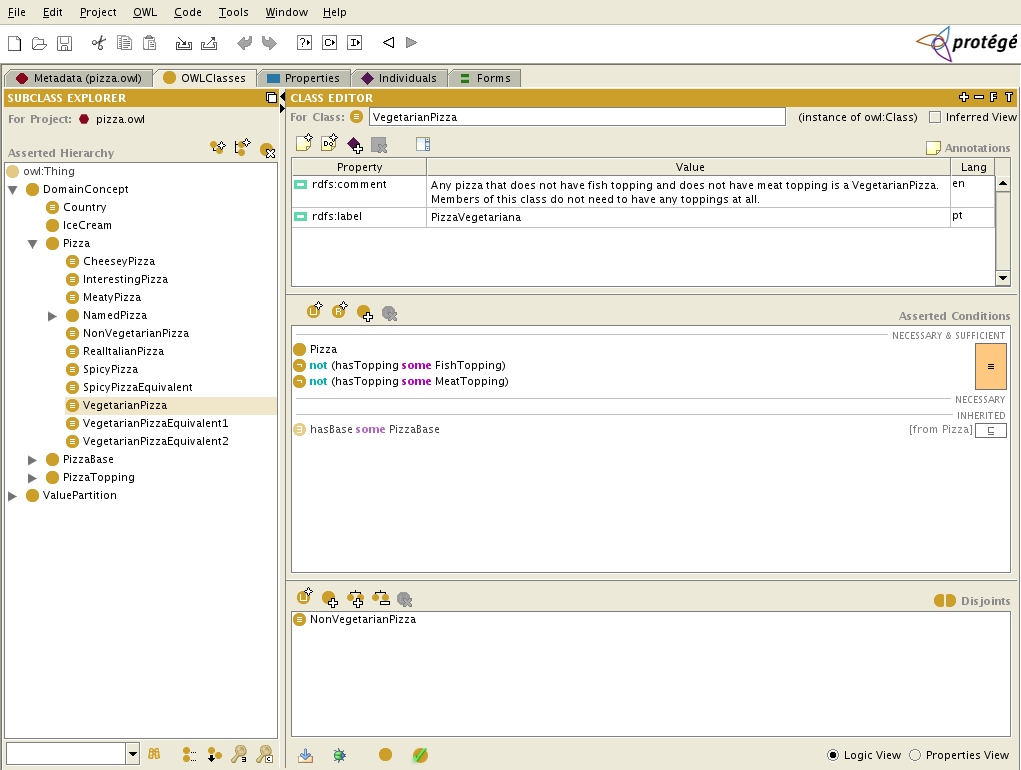 File Edit Project OWL Code Tools Window Help
protégé
Metadata (pizza.owl) OWLClasses Properties Individuals Forms
SUBCLASS EXPLORER
For Project: pizza.owl
Asserted Hierarchy
owl:Thing
DomainConcept
Country
IceCream
Pizza
CheeseyPizza
InterestingPizza
MeatyPizza
NamedPizza
NonVegetarianPizza
RealItalianPizza
SpicyPizza
SpicyPizzaEquivalent
VegetarianPizza
VegetarianPizzaEquivalent1
VegetarianPizzaEquivalent2
PizzaBase
PizzaTopping
ValuePartition
CLASS EDITOR
For Class: VegetarianPizza (instance of owl:Class) Inferred View
Annotations
Property Value Lang
rdfs:comment Any pizza that does not have fish topping and does not have meat topping is a VegetarianPizza. en
Members of this class do not need to have any toppings at all.
rdfs:label PizzaVegetariana pt
Asserted Conditions
NECESSARY & SUFFICIENT
Pizza
not (hasTopping some FishTopping)
not (hasTopping some MeatTopping)
NECESSARY
INHERITED
hasBase some PizzaBase [from Pizza]
Disjoints
NonVegetarianPizza
Logic View Properties View